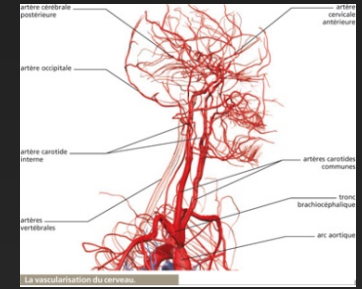 artère cérébrale
postérieure
artère
cervicale
antérieure
artère occipitale
artère carotide
interne
artères carotides
communes
tronc
brachiocéphalique
artères
vertébrales
arc aortique
La vascularisation du cerveau.